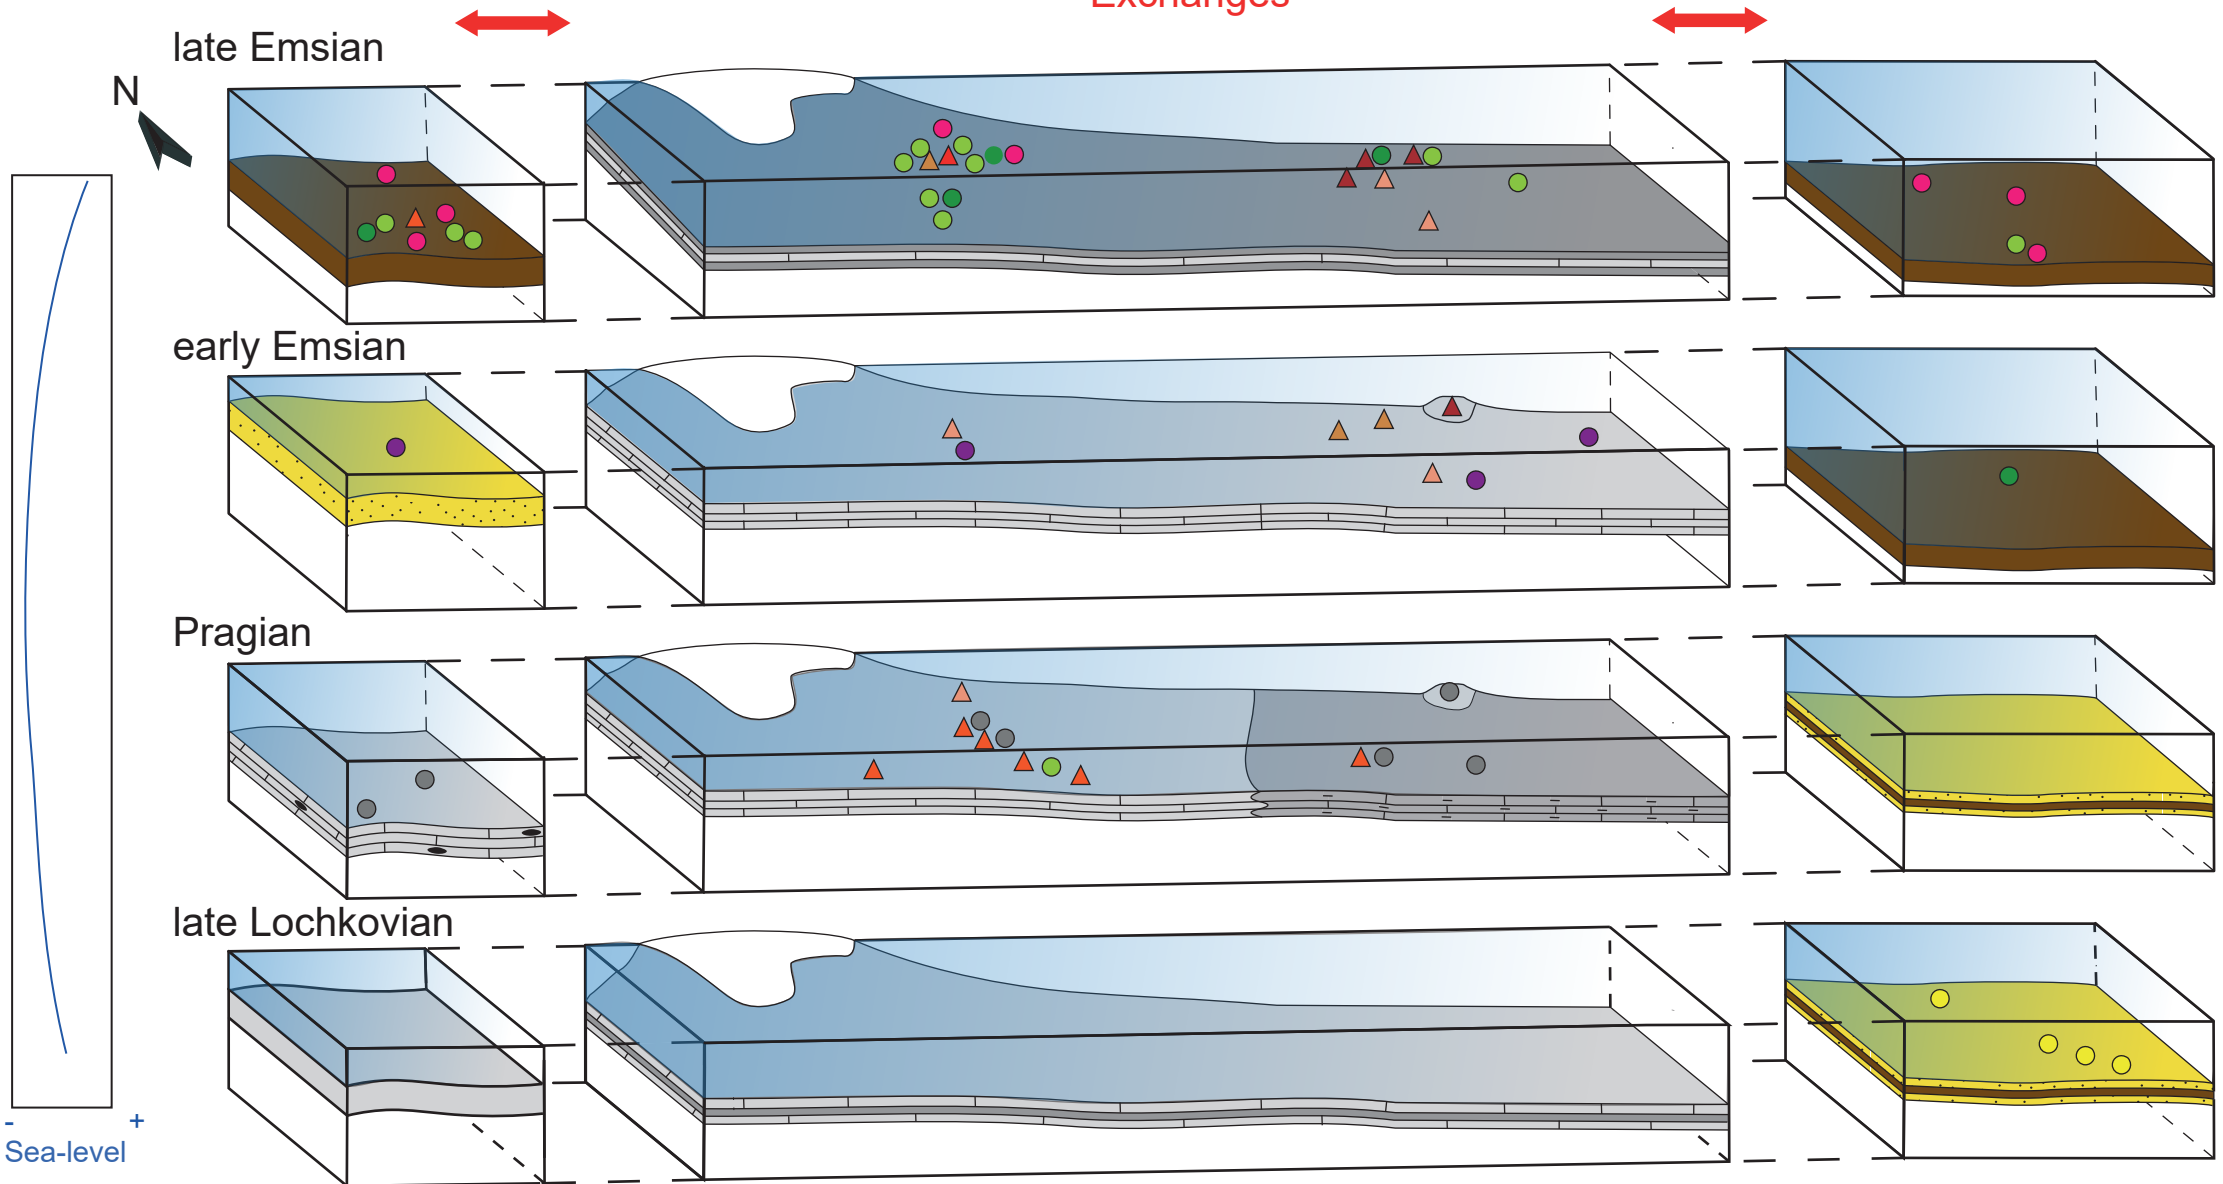 Exchanges
late Emsian
N
early Emsian
Pragian
late Lochkovian
- +
Sea-level